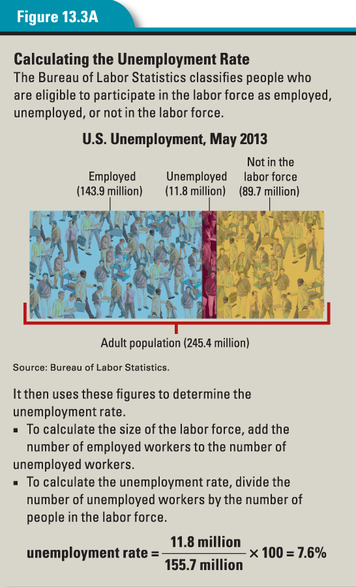 Figure 13.3A
Calculating the Unemployment Rate
The Bureau of Labor Statistics classifies people who
are eligible to participate in the labor force as employed,
unemployed, or not in the labor force.
U.S. Unemployment, May 2013
Employed
(143.9 million)
Unemployed
(11.8 million)
Not in the
labor force
(89.7 million)
Adult population (245.4 million)
Source: Bureau of Labor Statistics.
It then uses these figures to determine the
unemployment rate.
▪ To calculate the size of the labor force, add the
number of employed workers to the number of
unemployed workers.
▪ To calculate the unemployment rate, divide the
number of unemployed workers by the number of
people in the labor force.
unemployment rate = 11.8 million / 155.7 million × 100 = 7.6%